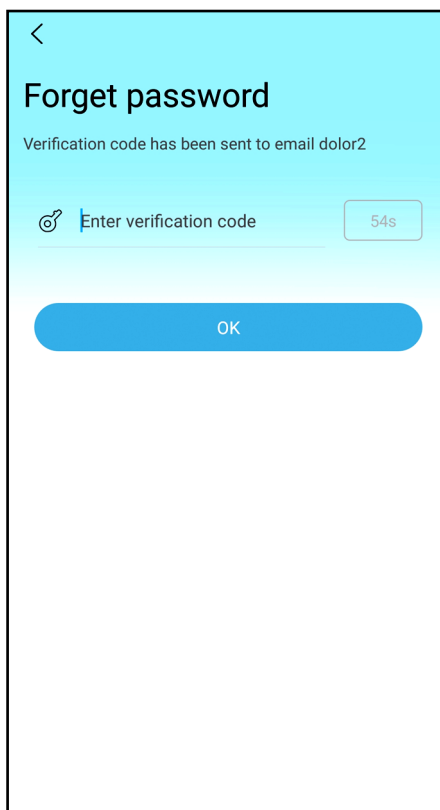 Forget password
Verification code has been sent to email dolor2
Enter verification code
54s
OK